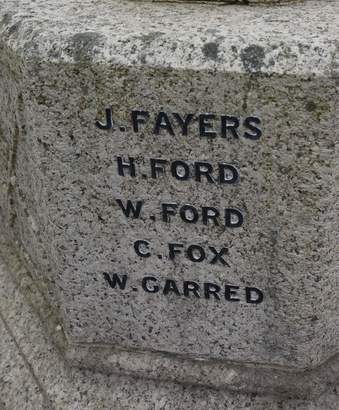 J. FAYERS
H. FORD
W. FORD
C. FOX
W. GARRED